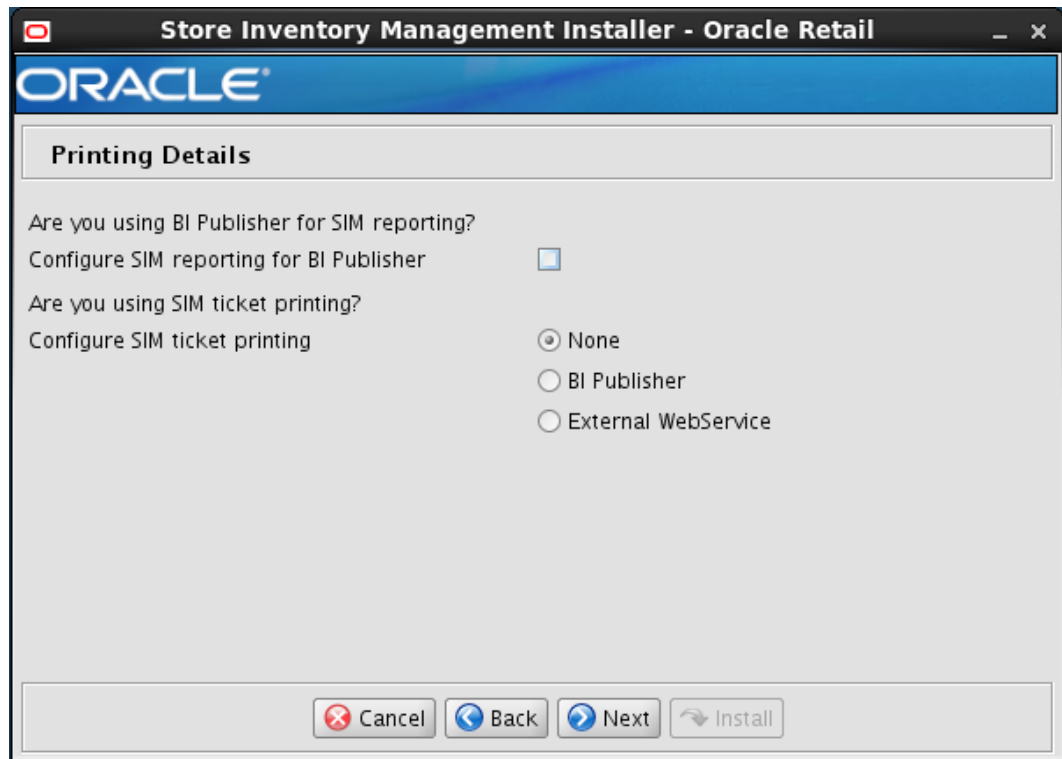 Store Inventory Management Installer - Oracle Retail
ORACLE®
Printing Details
Are you using BI Publisher for SIM reporting?
Configure SIM reporting for BI Publisher
Are you using SIM ticket printing?
Configure SIM ticket printing
None
BI Publisher
External WebService
Cancel Back Next Install